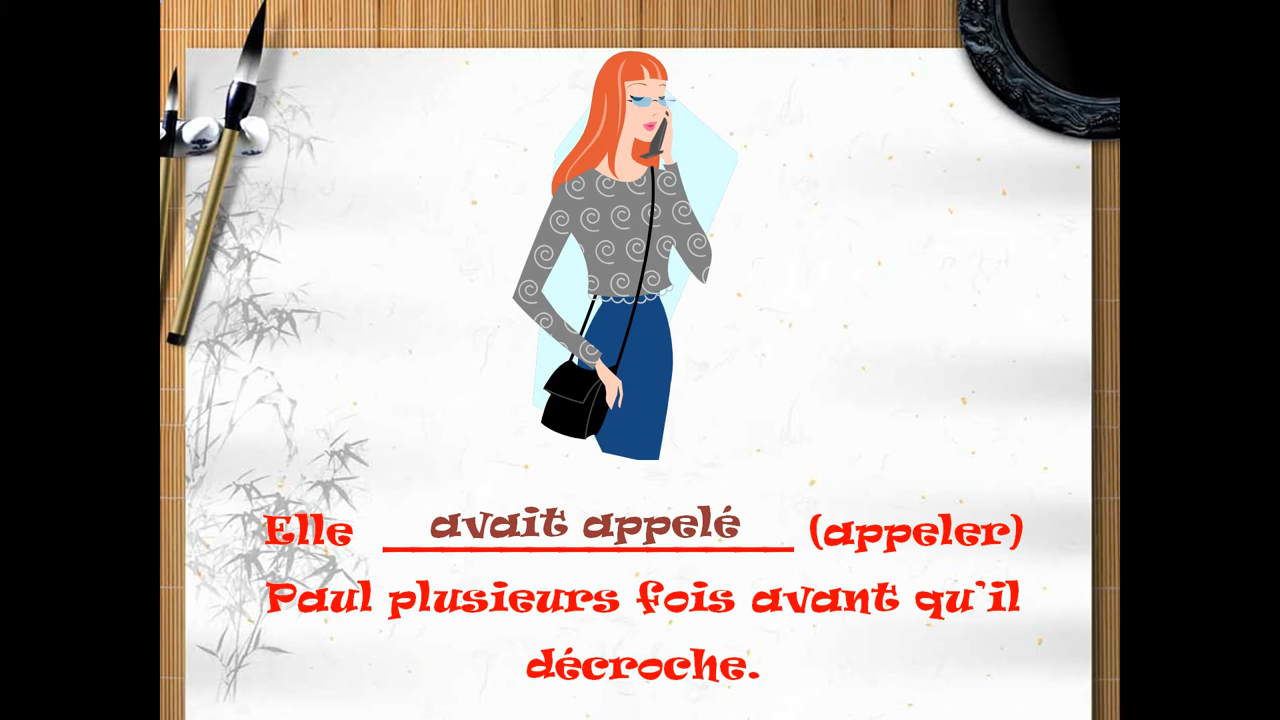 Elle avait appelé (appeler)
Paul plusieurs fois avant qu'il
décroche.